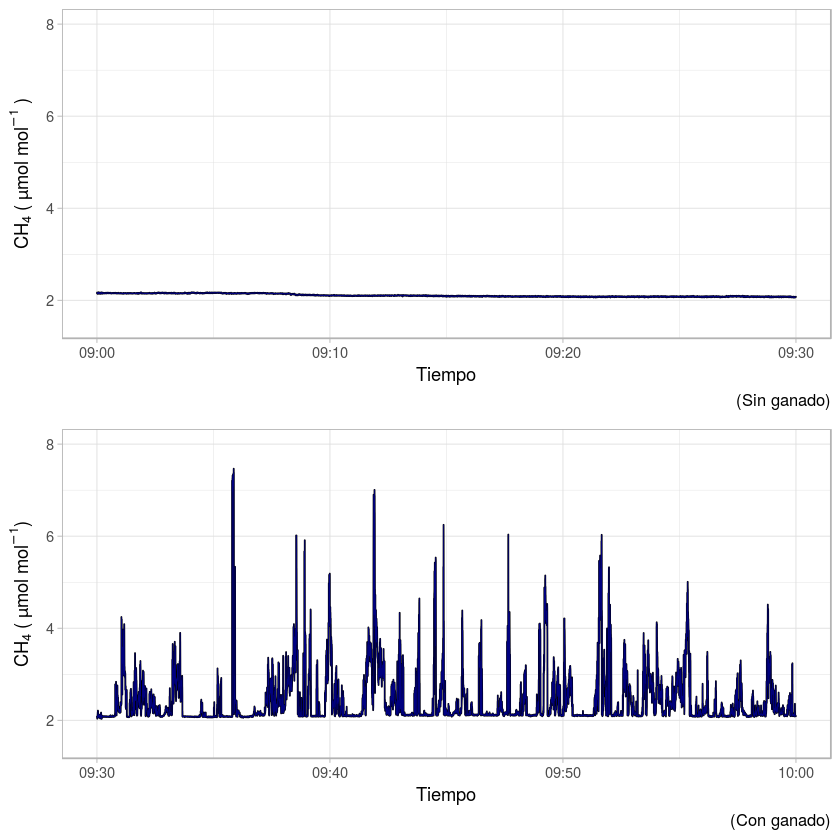 CH₄ ( µmol mol⁻¹ )
8
6
4
2
09:00 09:10 09:20 09:30
Tiempo
(Sin ganado)
CH₄ ( µmol mol⁻¹)
8
6
4
2
09:30 09:40 09:50 10:00
Tiempo
(Con ganado)